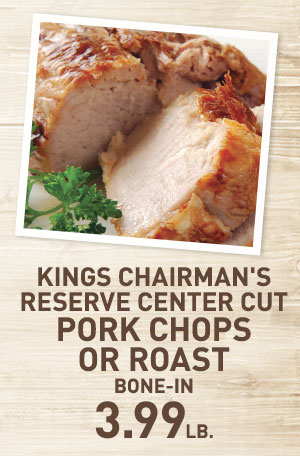 KINGS CHAIRMAN'S
RESERVE CENTER CUT
PORK CHOPS
OR ROAST
BONE-IN
3.99LB.